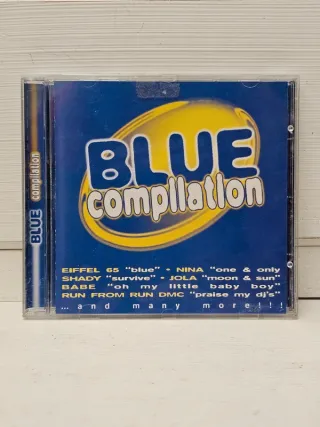 BLUE
compilation
EIFFEL 65 "blue" - NINA "one & only
SHADY "survive" - JOLA "moon & sun"
BABE "oh my little baby boy"
RUN FROM RUN DMC "praise my dj's"
... and many more!!!
BLUE compilation